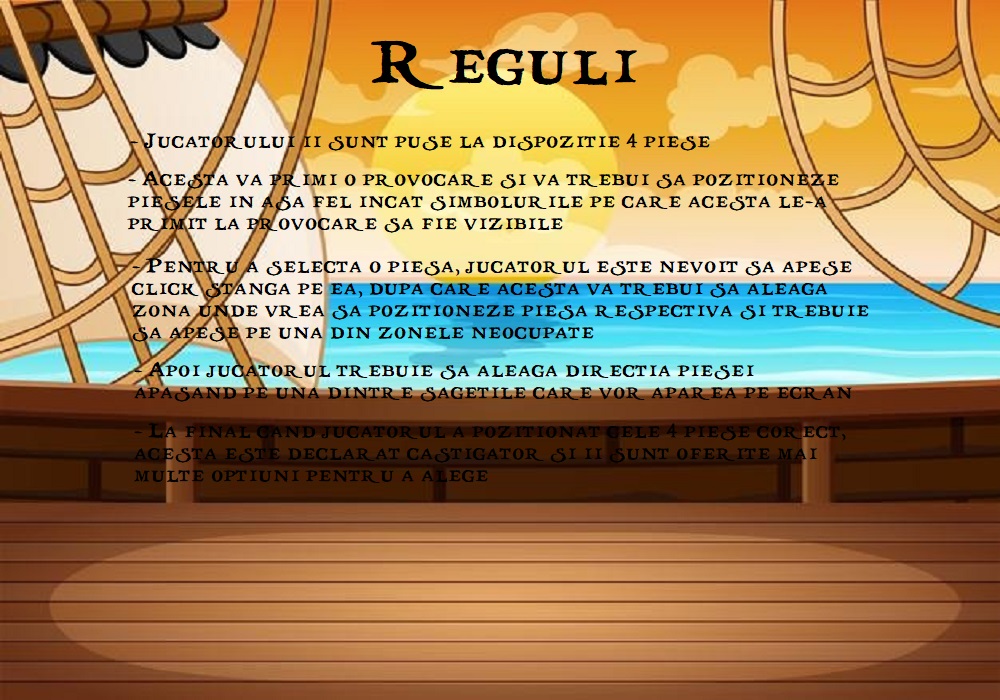 Reguli
- Jucatorului ii sunt puse la dispozitie 4 piese
- Acesta va primi o provocare si va trebui sa pozitioneze
piesele in asa fel incat simbolurile pe care acesta le-a
primit la provocare sa fie vizibile
- Pentru a selecta o piesa, jucatorul este nevoit sa apese
click stanga pe ea, dupa care acesta va trebui sa aleaga
zona unde vrea sa pozitioneze piesa respectiva si trebuie
sa apese pe una din zonele neocupate
- Apoi jucatorul trebuie sa aleaga directia piesei
apasand pe una dintre sagetile care vor aparea pe ecran
- La final cand jucatorul a pozitionat cele 4 piese corect,
acesta este declarat castigator si ii sunt oferite mai
multe optiuni pentru a alege